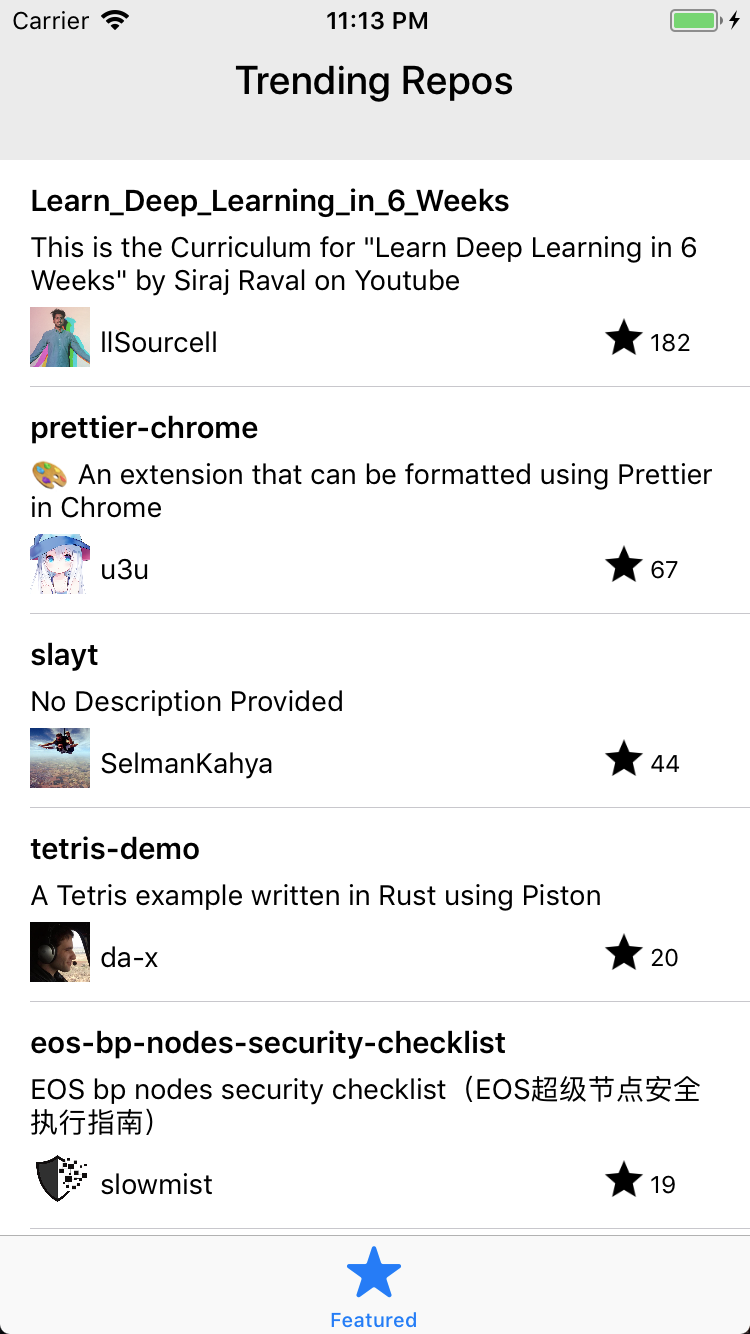 Carrier 11:13 PM
Trending Repos
Learn_Deep_Learning_in_6_Weeks
This is the Curriculum for "Learn Deep Learning in 6
Weeks" by Siraj Raval on Youtube
llSourcell 182
prettier-chrome
🎨 An extension that can be formatted using Prettier
in Chrome
u3u 67
slayt
No Description Provided
SelmanKahya 44
tetris-demo
A Tetris example written in Rust using Piston
da-x 20
eos-bp-nodes-security-checklist
EOS bp nodes security checklist（EOS超级节点安全
执行指南）
slowmist 19
Featured